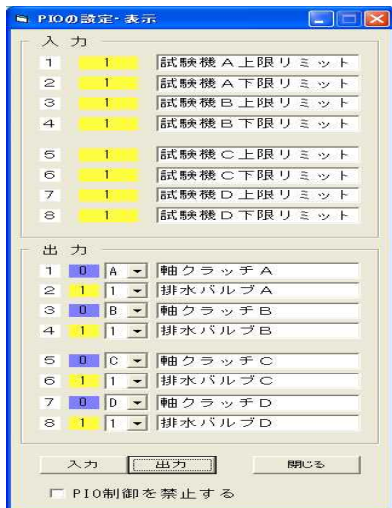 PIOの設定・表示
入 力
1 1 試験機A上限リミット
2 1 試験機A下限リミット
3 1 試験機B上限リミット
4 1 試験機B下限リミット
5 1 試験機C上限リミット
6 1 試験機C下限リミット
7 1 試験機D上限リミット
8 1 試験機D下限リミット
出 力
1 0 A 軸クラッチA
2 1 1 排水バルブA
3 0 B 軸クラッチB
4 1 1 排水バルブB
5 0 C 軸クラッチC
6 1 1 排水バルブC
7 0 D 軸クラッチD
8 1 1 排水バルブD
入力 出力 閉じる
PIO制御を禁止する